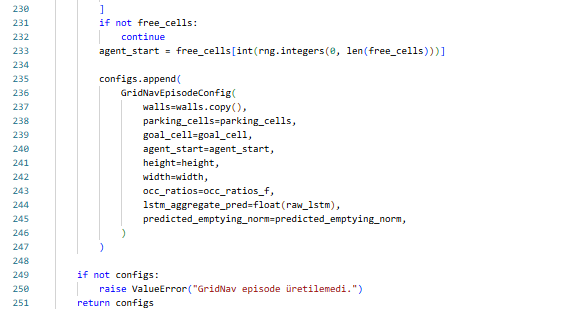 230 ]
231 if not free_cells:
232 continue
233 agent_start = free_cells[int(rng.integers(0, len(free_cells)))]
234
235 configs.append(
236 GridNavEpisodeConfig(
237 walls=walls.copy(),
238 parking_cells=parking_cells,
239 goal_cell=goal_cell,
240 agent_start=agent_start,
241 height=height,
242 width=width,
243 occ_ratios=occ_ratios_f,
244 lstm_aggregate_pred=float(raw_lstm),
245 predicted_emptying_norm=predicted_emptying_norm,
246 )
247 )
248
249 if not configs:
250 raise ValueError("GridNav episode üretilemedi.")
251 return configs